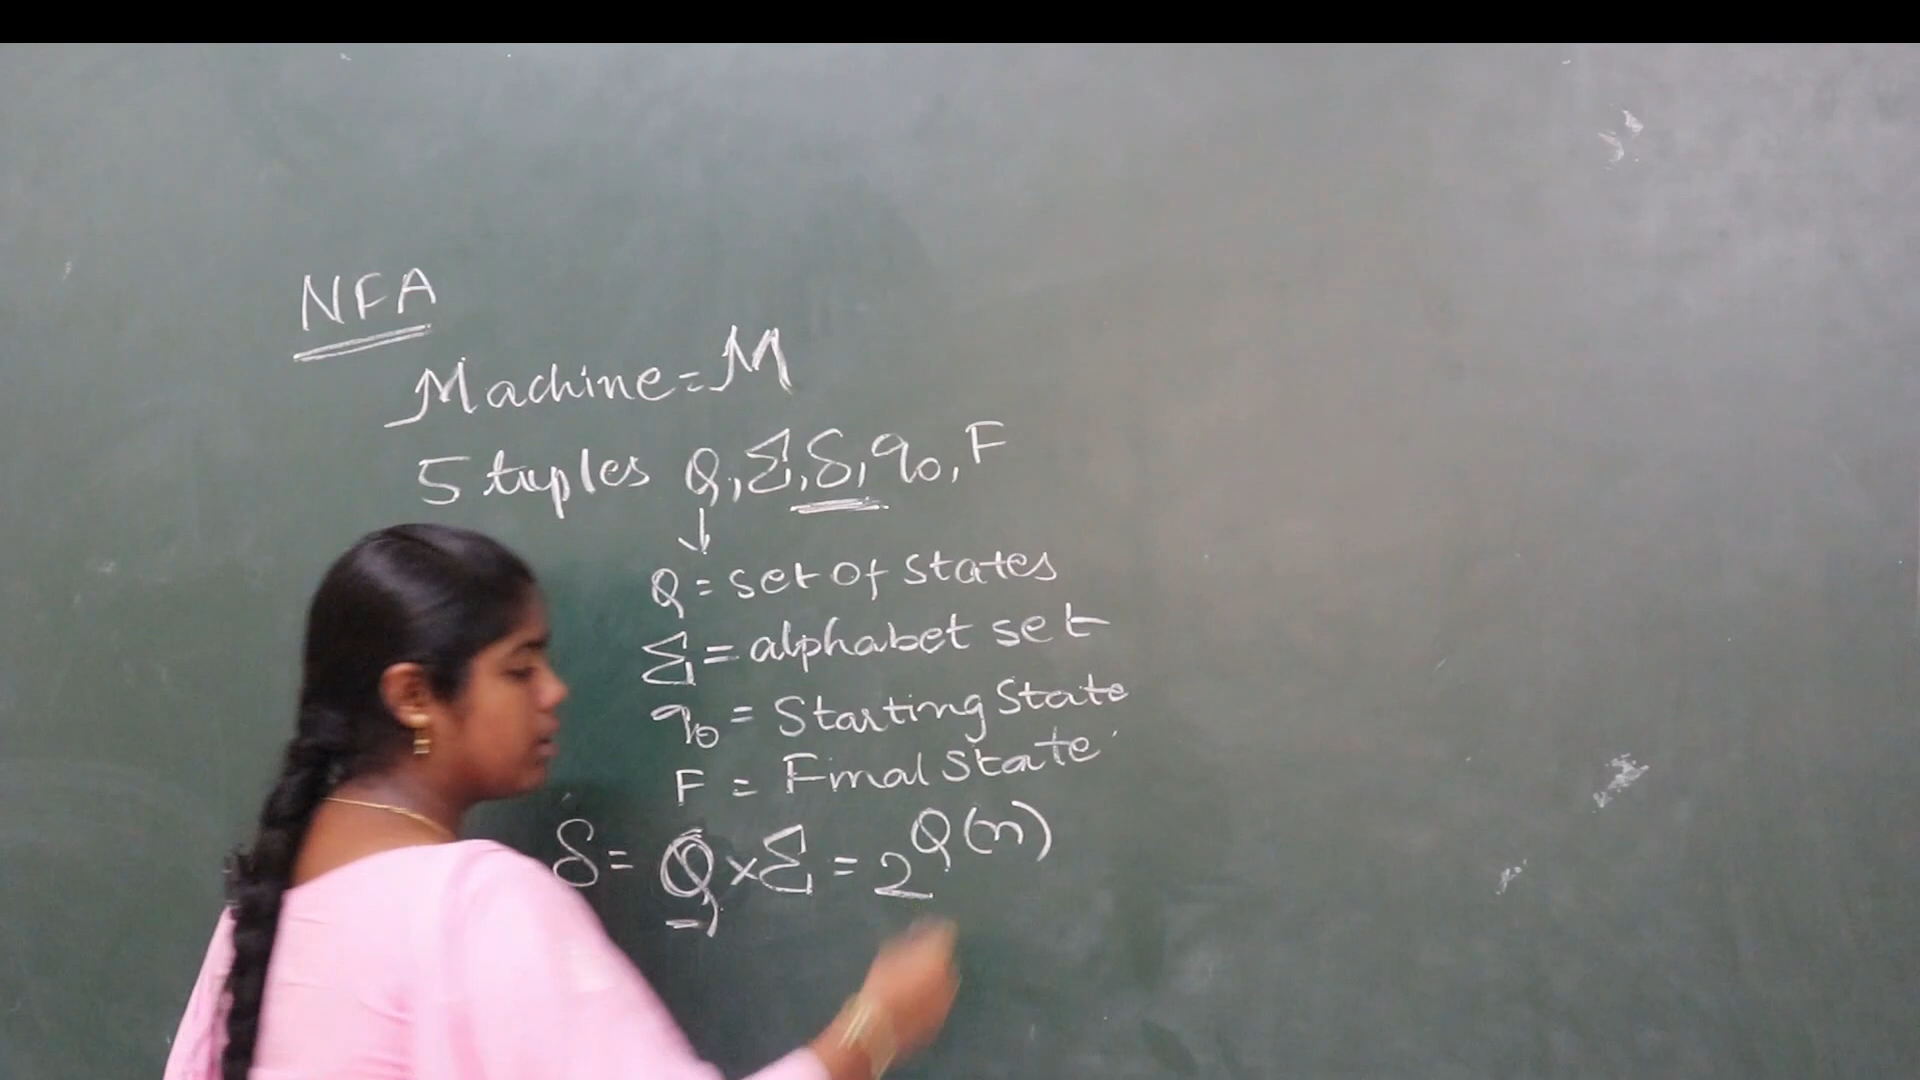 NFA
Machine = M
5 tuples Q, Σ, δ, q0, F
↓
Q = set of states
Σ = alphabet set
q0 = Starting State
F = Final State
δ = Q × Σ = 2^Q(n)